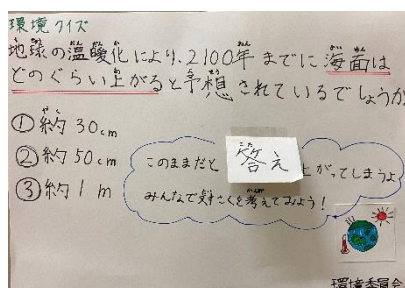 環境クイズ
地球の温暖化により、2100年までに海面は
どのぐらい上がると予想されているでしょうか
①約30cm
②約50cm
③約1m
このままだと 答え 上がってしまうよ
みんなで対さくを考えてみよう！
環境委員会